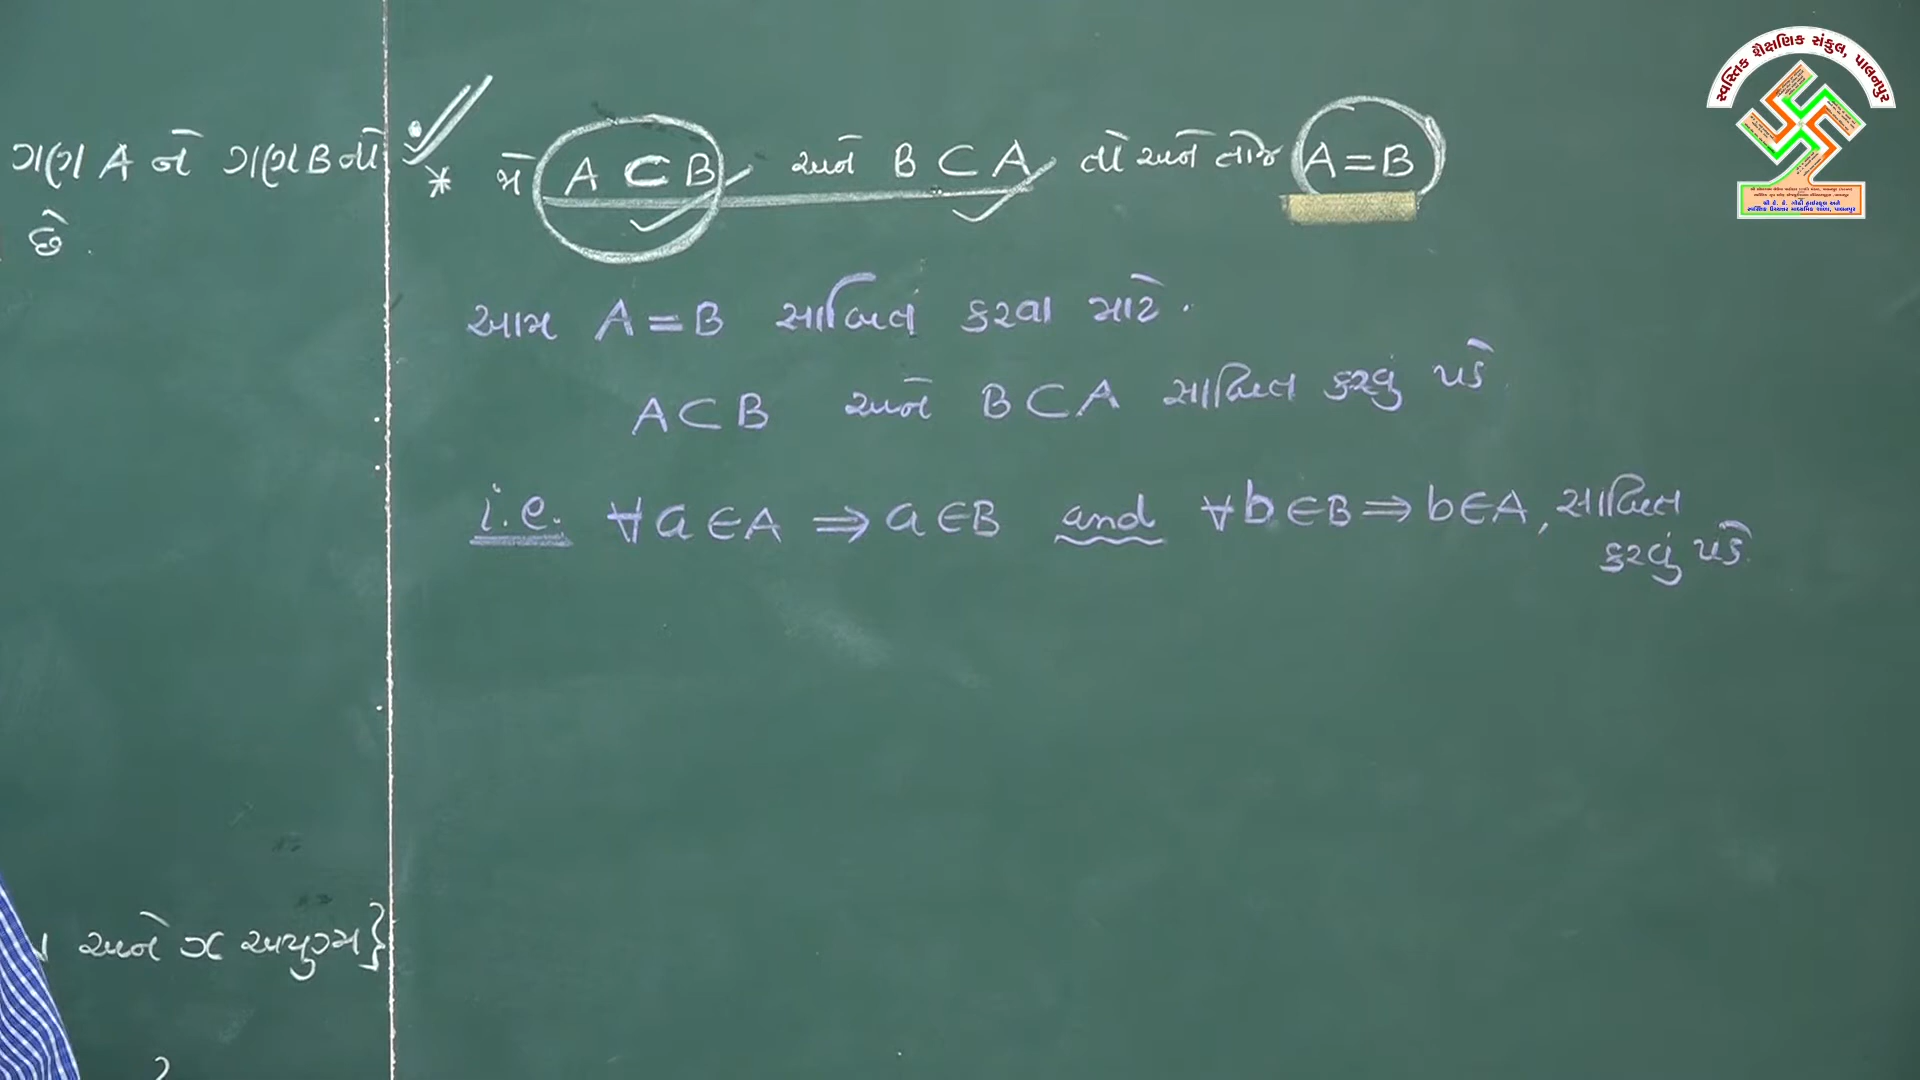 ગણ A ને ગણ B નો
છે.
* જો A ⊂ B અને B ⊂ A તો અને તોજ A = B
આમ A = B સાબિત કરવા માટે.
A ⊂ B અને B ⊂ A સાબિત કરવું પડે
i.e. ∀a ∈ A ⇒ a ∈ B and ∀b ∈ B ⇒ b ∈ A, સાબિત
કરવું પડે.
અને x અયુગ્મ}
સ્વસ્તિક શૈક્ષણિક સંકુલ, પાલનપુર